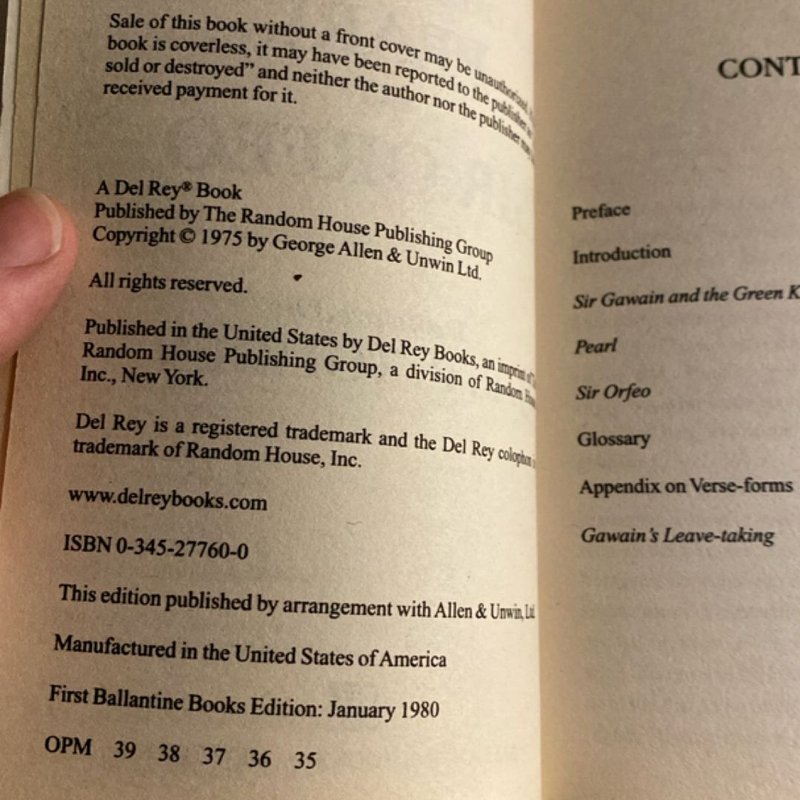 Sale of this book without a front cover may be unauthorized.
book is coverless, it may have been reported to the publisher as
sold or destroyed” and neither the author nor the publisher may
received payment for it.
A Del Rey® Book
Published by The Random House Publishing Group
Copyright © 1975 by George Allen & Unwin Ltd.
All rights reserved.
Published in the United States by Del Rey Books, an imprint of
Random House Publishing Group, a division of Random
Inc., New York.
Del Rey is a registered trademark and the Del Rey colophon
trademark of Random House, Inc.
www.delreybooks.com
ISBN 0-345-27760-0
This edition published by arrangement with Allen & Unwin, Ltd.
Manufactured in the United States of America
First Ballantine Books Edition: January 1980
OPM 39 38 37 36 35
CONT
Preface
Introduction
Sir Gawain and the Green K
Pearl
Sir Orfeo
Glossary
Appendix on Verse-forms
Gawain's Leave-taking